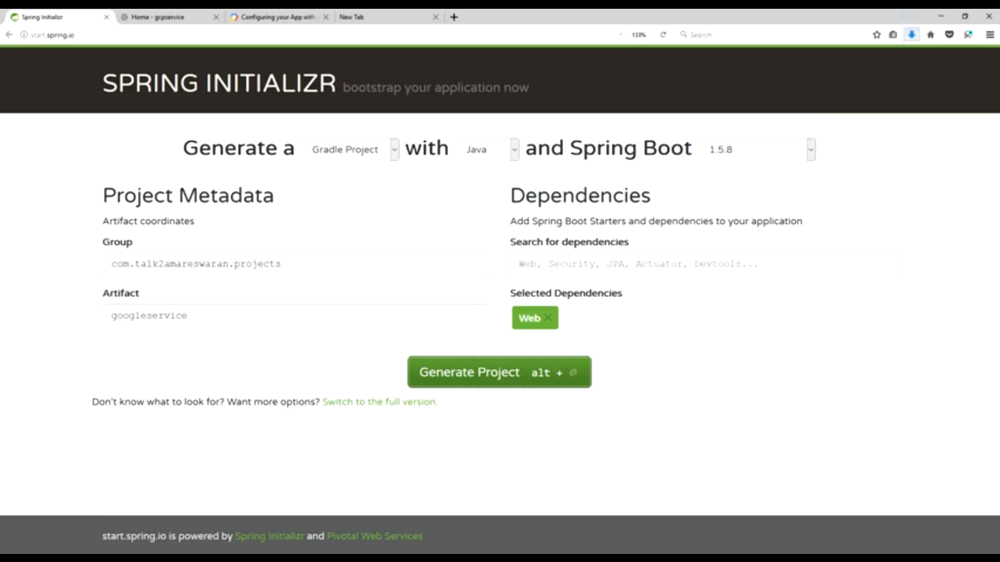 Spring Initializr
Home - gcpservice
Configuring your App with
New Tab
start.spring.io
133%
Search
SPRING INITIALIZR bootstrap your application now
Generate a Gradle Project with Java and Spring Boot 1.5.8
Project Metadata
Artifact coordinates
Group
com.talk2amareswaran.projects
Artifact
googleservice
Dependencies
Add Spring Boot Starters and dependencies to your application
Search for dependencies
Web, Security, JPA, Actuator, Devtools...
Selected Dependencies
Web
Generate Project alt + ⏎
Don't know what to look for? Want more options? Switch to the full version.
start.spring.io is powered by Spring Initializr and Pivotal Web Services